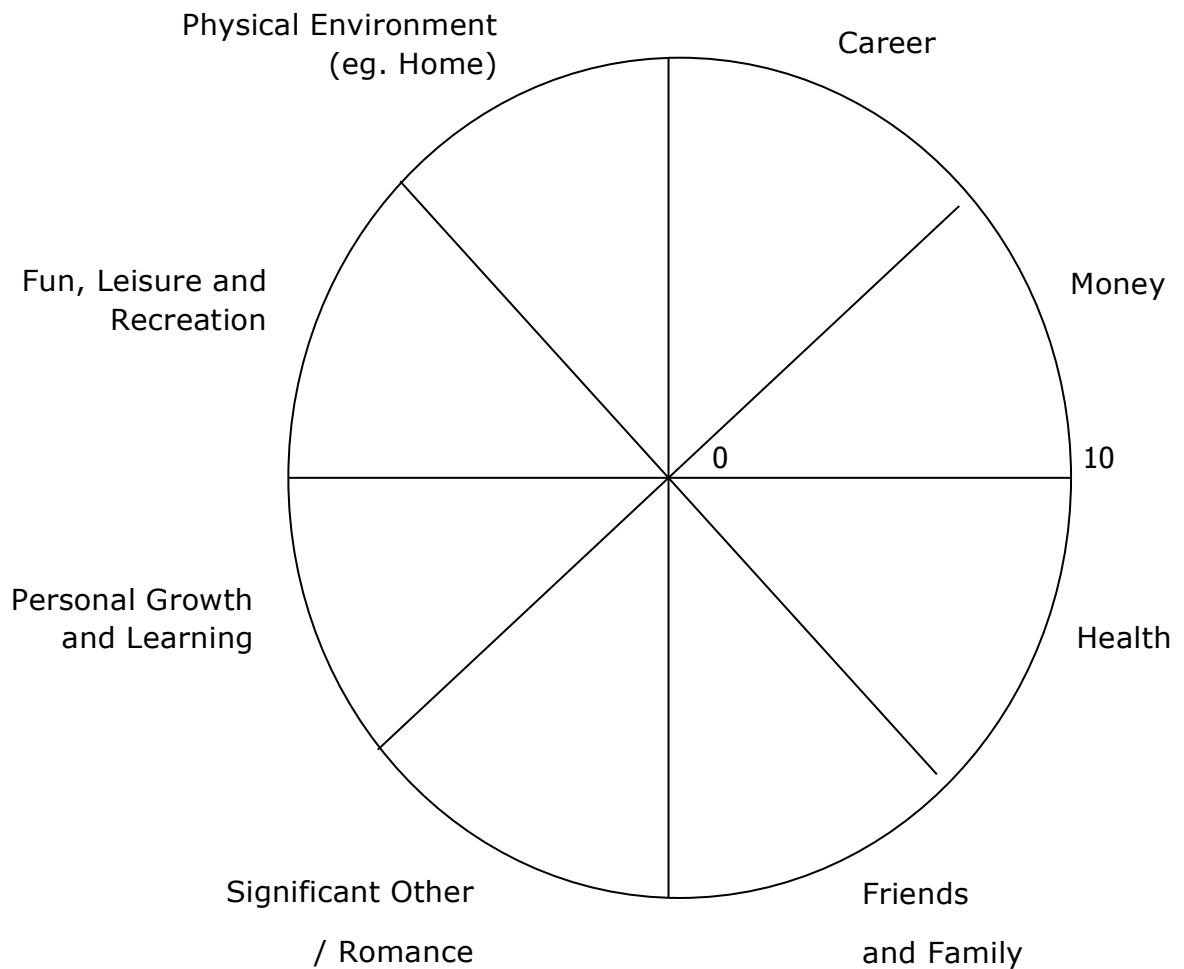 Physical Environment
(eg. Home)
Career
Fun, Leisure and
Recreation
Money
0
10
Personal Growth
and Learning
Health
Significant Other
/ Romance
Friends
and Family